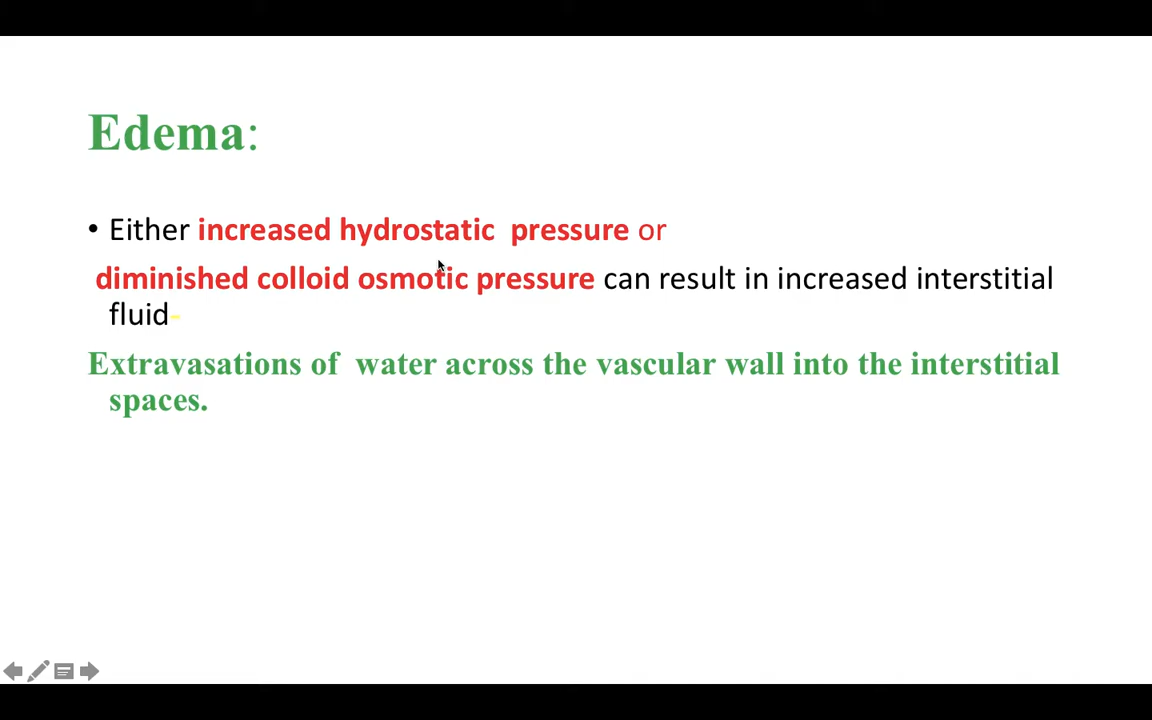 Edema:
• Either increased hydrostatic  pressure or
diminished colloid osmotic pressure can result in increased interstitial
fluid-
Extravasations of  water across the vascular wall into the interstitial
spaces.